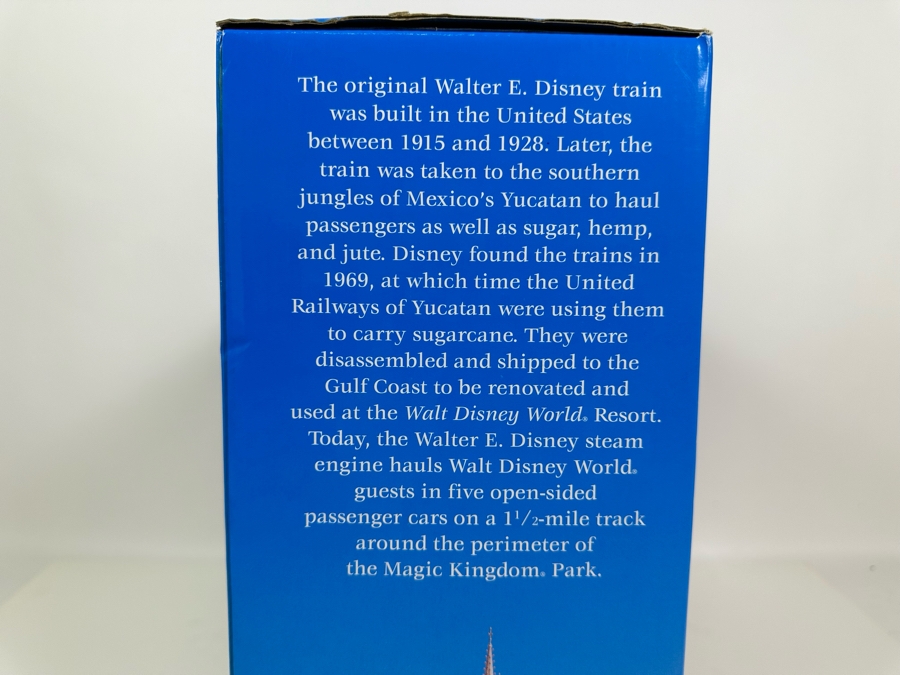 The original Walter E. Disney train
was built in the United States
between 1915 and 1928. Later, the
train was taken to the southern
jungles of Mexico's Yucatan to haul
passengers as well as sugar, hemp,
and jute. Disney found the trains in
1969, at which time the United
Railways of Yucatan were using them
to carry sugarcane. They were
disassembled and shipped to the
Gulf Coast to be renovated and
used at the Walt Disney World® Resort.
Today, the Walter E. Disney steam
engine hauls Walt Disney World®
guests in five open-sided
passenger cars on a 1 1/2-mile track
around the perimeter of
the Magic Kingdom® Park.